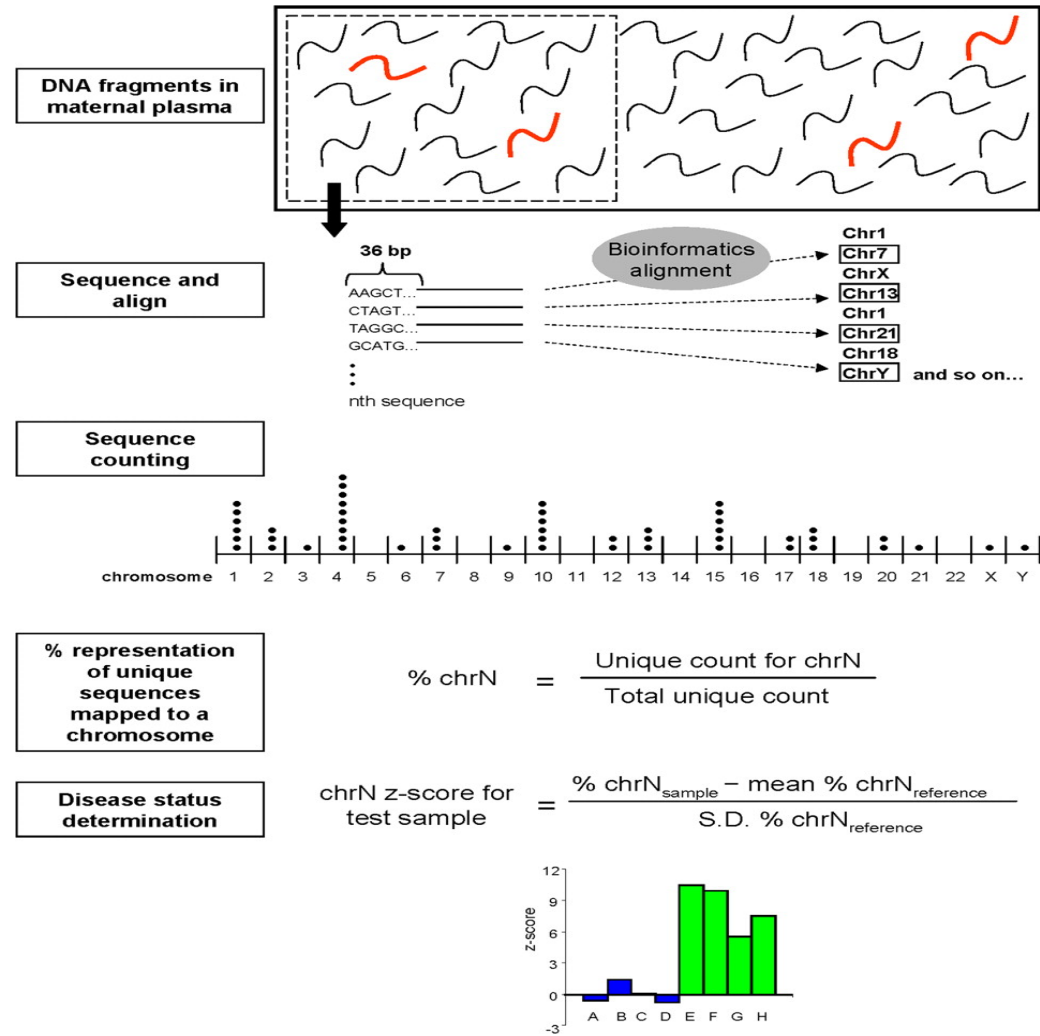 DNA fragments in
maternal plasma
Sequence and
align
36 bp
AAGCT...
CTAGT...
TAGGC...
GCATG...
nth sequence
Bioinformatics
alignment
Chr1
Chr7
ChrX
Chr13
Chr1
Chr21
Chr18
ChrY and so on...
Sequence
counting
chromosome 1 2 3 4 5 6 7 8 9 10 11 12 13 14 15 16 17 18 19 20 21 22 X Y
% representation
of unique
sequences
mapped to a
chromosome
% chrN = Unique count for chrN
Total unique count
Disease status
determination
chrN z-score for
test sample
= % chrNsample – mean % chrNreference
S.D. % chrNreference
z-score
12
9
6
3
0
-3
A B C D E F G H